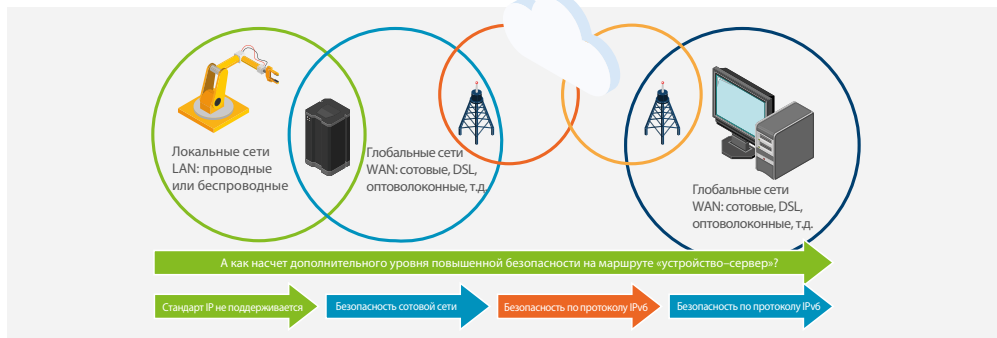 Локальные сети
LAN: проводные
или беспроводные
Глобальные сети
WAN: сотовые, DSL,
оптоволоконные, т.д.
Глобальные сети
WAN: сотовые, DSL,
оптоволоконные, т.д.
А как насчет дополнительного уровня повышенной безопасности на маршруте «устройство–сервер»?
Стандарт IP не поддерживается
Безопасность сотовой сети
Безопасность по протоколу IPv6
Безопасность по протоколу IPv6